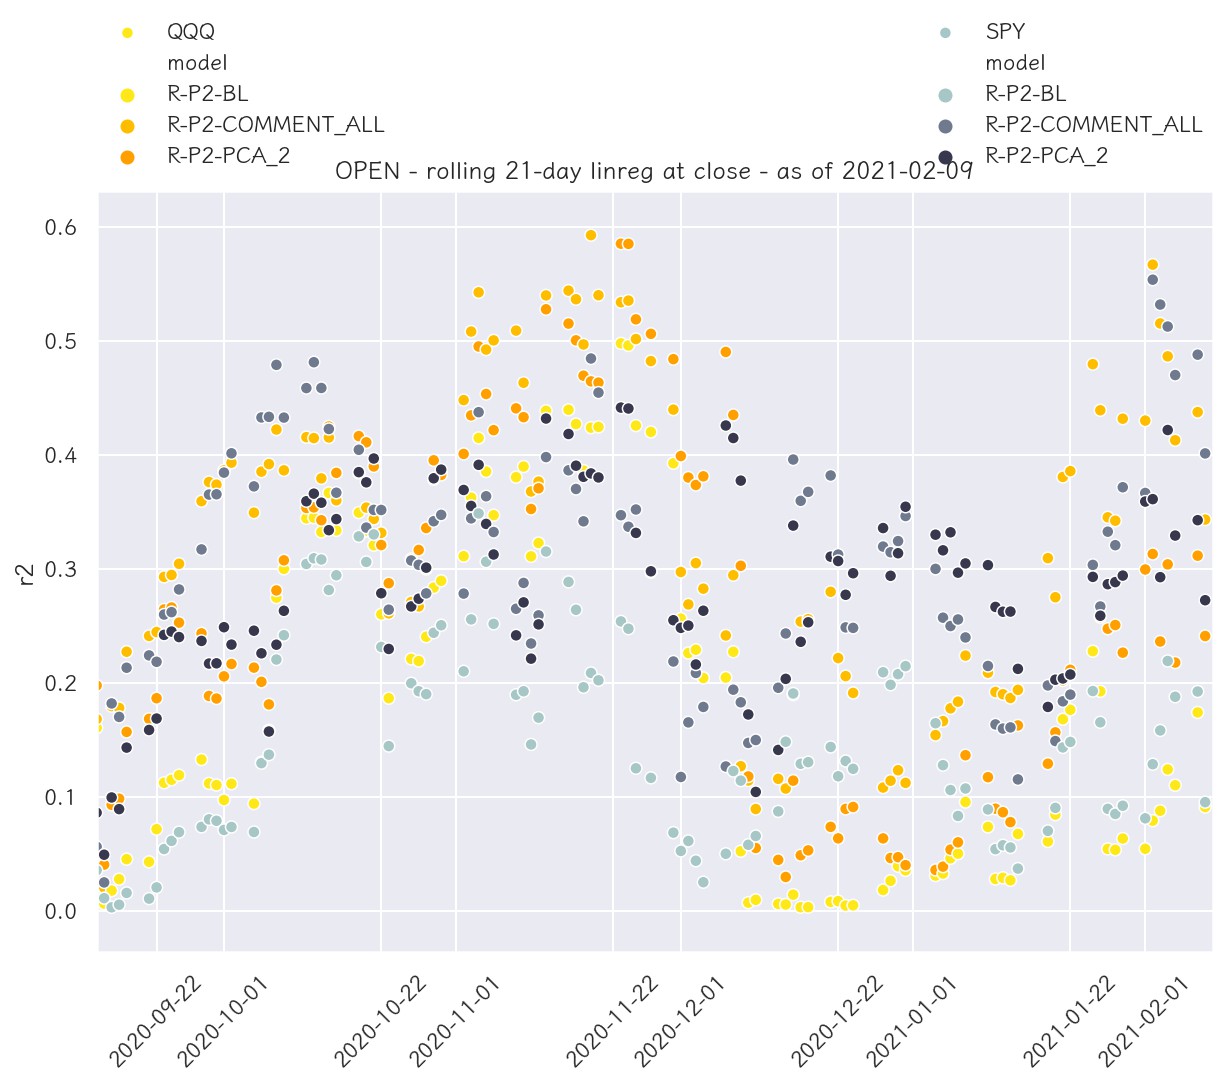 QQQ
model
R-P2-BL
R-P2-COMMENT_ALL
R-P2-PCA_2
SPY
model
R-P2-BL
R-P2-COMMENT_ALL
R-P2-PCA_2
OPEN - rolling 21-day linreg at close - as of 2021-02-09
0.6
0.5
0.4
0.3
0.2
0.1
0.0
r2
2020-09-22
2020-10-01
2020-10-22
2020-11-01
2020-11-22
2020-12-01
2020-12-22
2021-01-01
2021-01-22
2021-02-01